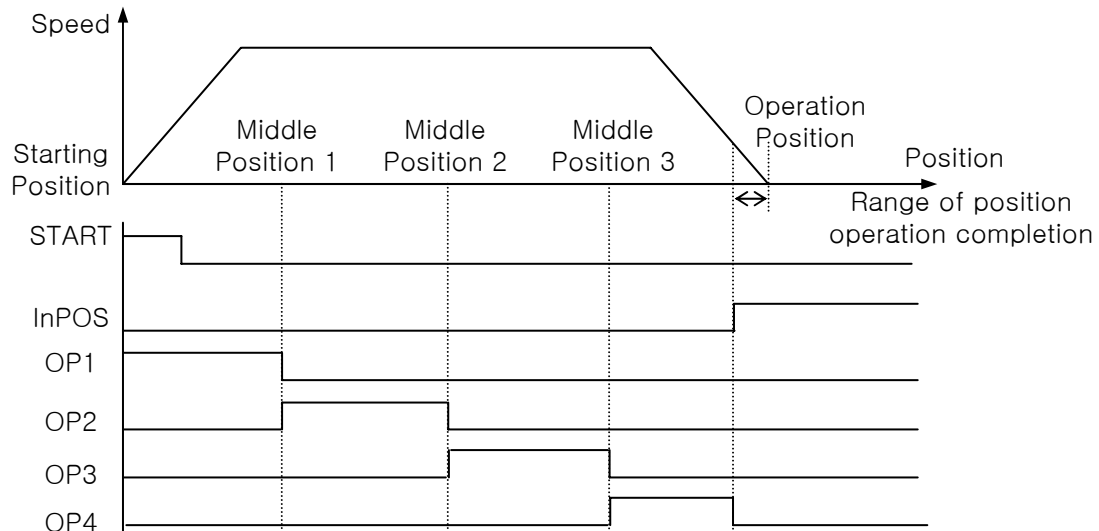 Speed
Operation
Position
Middle
Position 1
Middle
Position 2
Middle
Position 3
Starting
Position
Position
Range of position
operation completion
START
InPOS
OP1
OP2
OP3
OP4